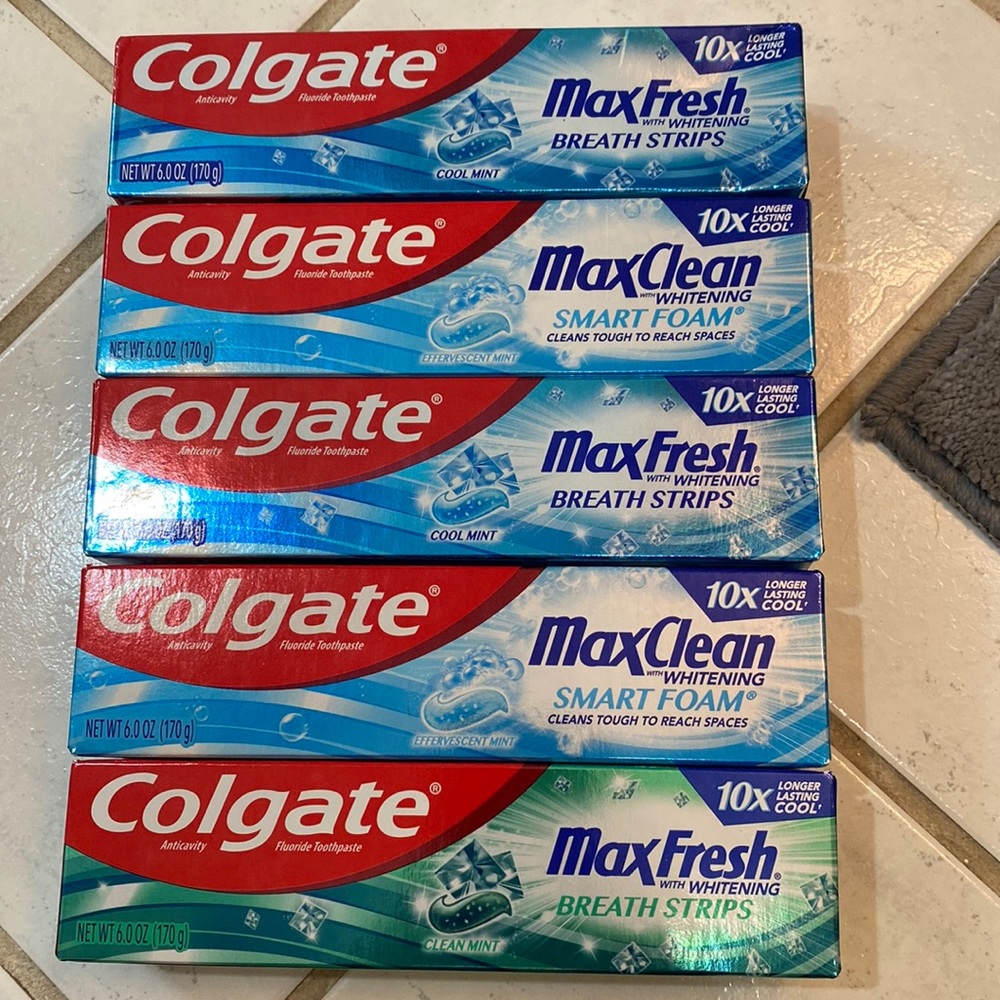 Colgate®
Anticavity Fluoride Toothpaste
10x LONGER LASTING COOL†
MaxFresh®
WITH WHITENING
BREATH STRIPS
COOL MINT
NET WT 6.0 OZ (170 g)
Colgate®
Anticavity Fluoride Toothpaste
10x LONGER LASTING COOL†
MaxClean
WITH WHITENING
SMART FOAM®
CLEANS TOUGH TO REACH SPACES
EFFERVESCENT MINT
NET WT 6.0 OZ (170 g)
Colgate®
Anticavity Fluoride Toothpaste
10x LONGER LASTING COOL†
MaxFresh®
WITH WHITENING
BREATH STRIPS
COOL MINT
(170 g)
Colgate®
Anticavity Fluoride Toothpaste
10x LONGER LASTING COOL†
MaxClean
WITH WHITENING
SMART FOAM®
CLEANS TOUGH TO REACH SPACES
EFFERVESCENT MINT
NET WT 6.0 OZ (170 g)
Colgate®
Anticavity Fluoride Toothpaste
10x LONGER LASTING COOL†
MaxFresh®
WITH WHITENING
BREATH STRIPS
CLEAN MINT
NET WT 6.0 OZ (170 g)